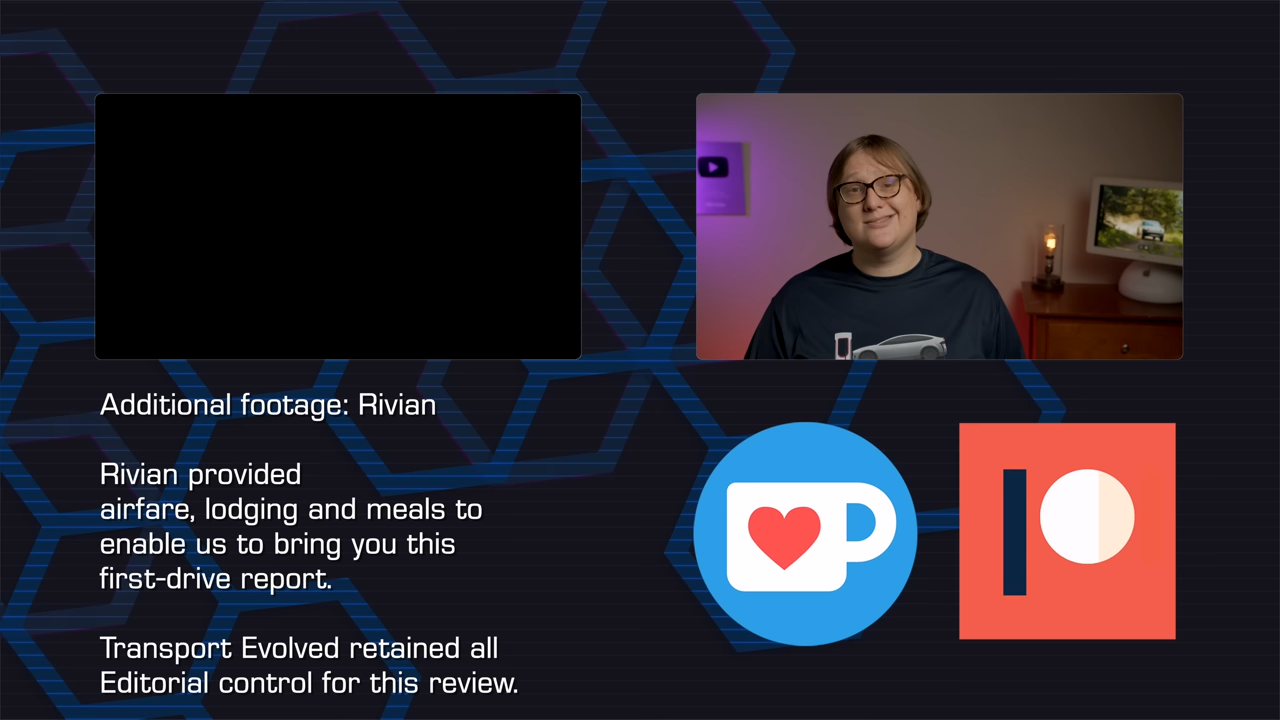 Additional footage: Rivian
Rivian provided
airfare, lodging and meals to
enable us to bring you this
first-drive report.
Transport Evolved retained all
Editorial control for this review.